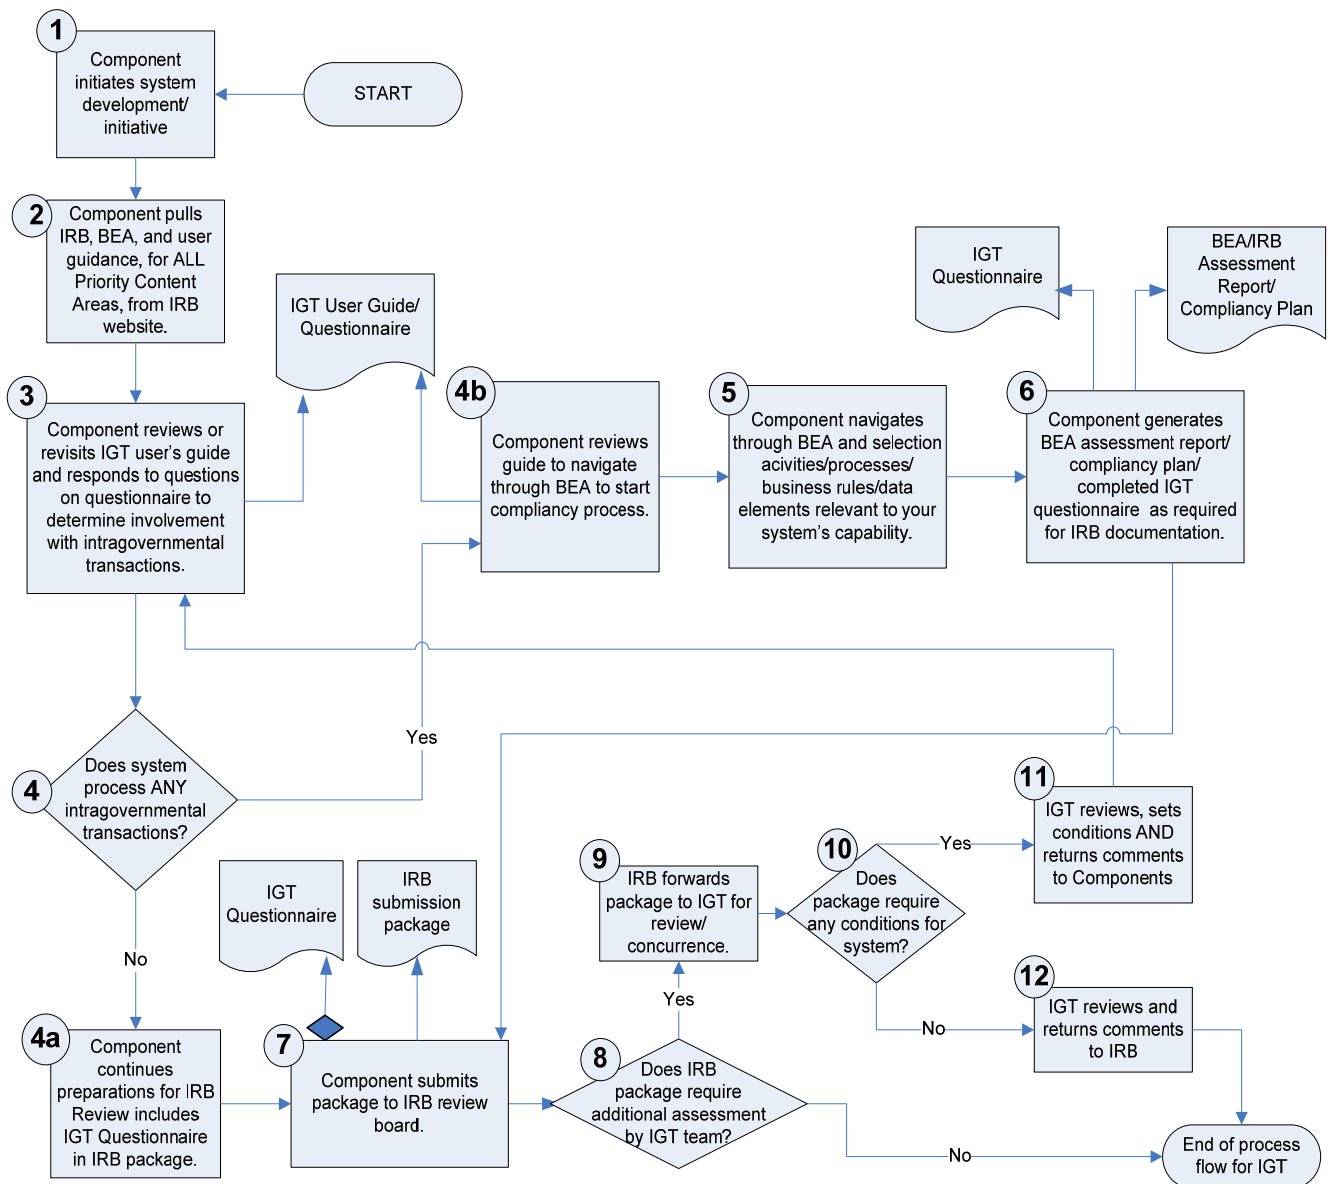 1
Component
initiates system
development/
initiative
START
2
Component pulls
IRB, BEA, and user
guidance, for ALL
Priority Content
Areas, from IRB
website.
IGT User Guide/
Questionnaire
IGT
Questionnaire
BEA/IRB
Assessment
Report/
Compliancy Plan
3
Component reviews or
revisits IGT user's guide
and responds to questions
on questionnaire to
determine involvement
with intragovernmental
transactions.
4b
Component reviews
guide to navigate
through BEA to start
compliancy process.
5
Component navigates
through BEA and selection
acivities/processes/
business rules/data
elements relevant to your
system's capability.
6
Component generates
BEA assessment report/
compliancy plan/
completed IGT
questionnaire as required
for IRB documentation.
4
Does system
process ANY
intragovernmental
transactions?
Yes
No
4a
Component
continues
preparations for IRB
Review includes
IGT Questionnaire
in IRB package.
IGT
Questionnaire
IRB
submission
package
7
Component submits
package to IRB review
board.
8
Does IRB
package require
additional assessment
by IGT team?
Yes
No
9
IRB forwards
package to IGT for
review/
concurrence.
10
Does
package require
any conditions for
system?
Yes
No
11
IGT reviews, sets
conditions AND
returns comments
to Components
12
IGT reviews and
returns comments
to IRB
End of process
flow for IGT